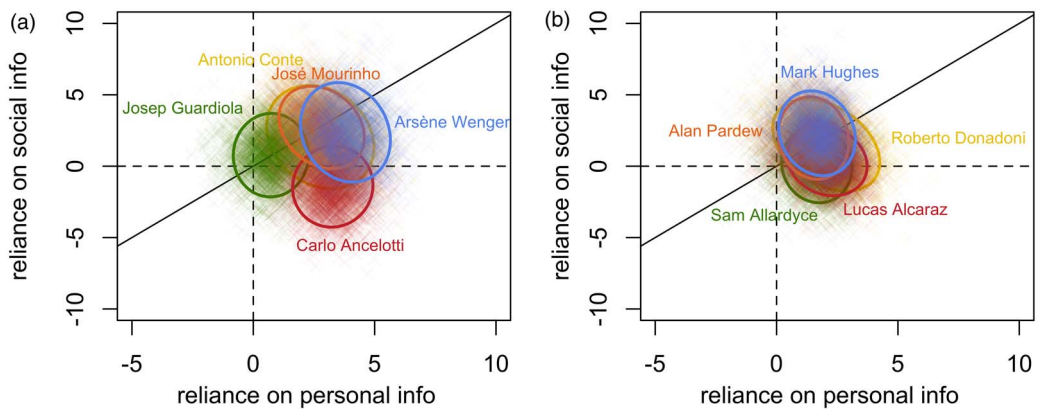 (a)
reliance on social info
10
5
0
-5
-10
Antonio Conte
José Mourinho
Josep Guardiola
Arsène Wenger
Carlo Ancelotti
-5 0 5 10
reliance on personal info
(b)
reliance on social info
10
5
0
-5
-10
Mark Hughes
Alan Pardew
Roberto Donadoni
Lucas Alcaraz
Sam Allardyce
-5 0 5 10
reliance on personal info